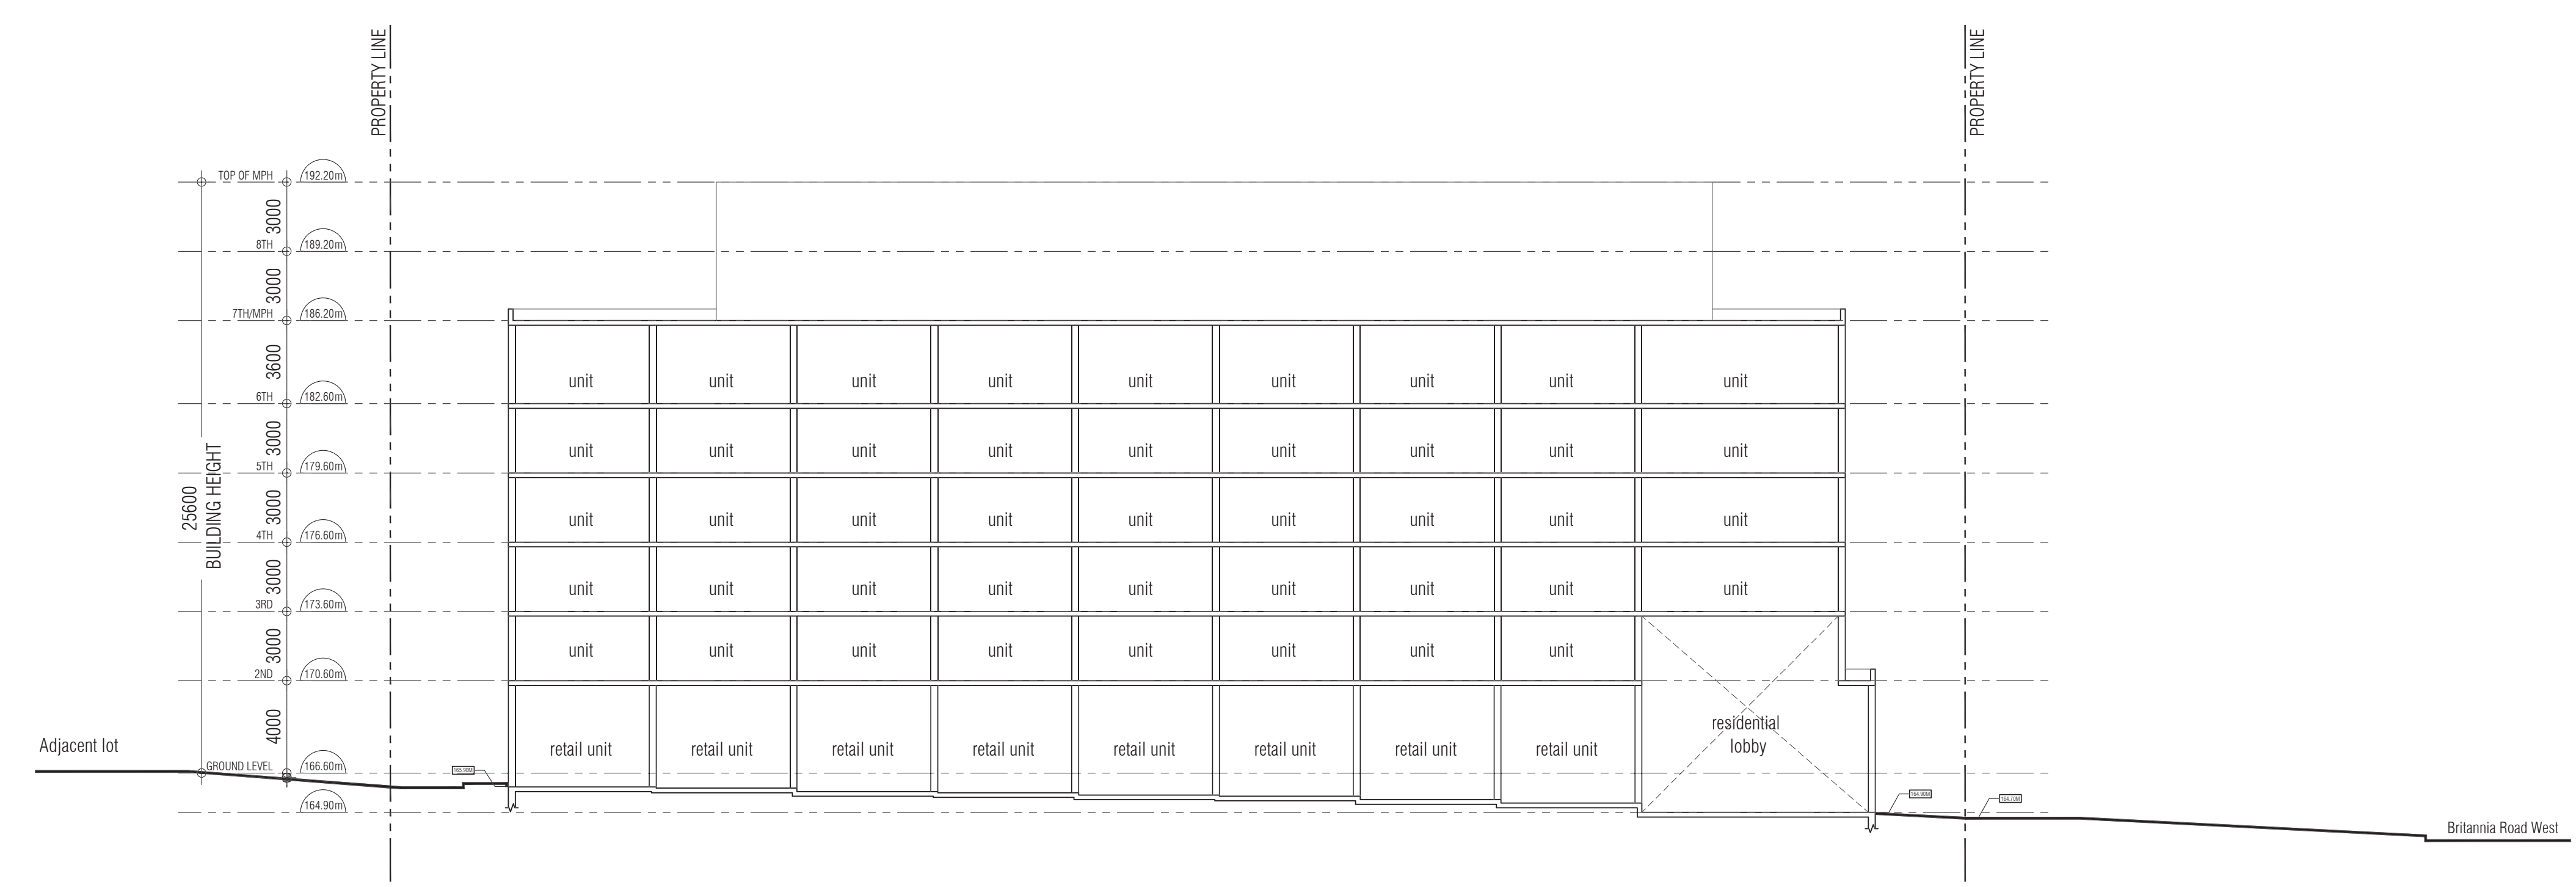 PROPERTY LINE
PROPERTY LINE
TOP OF MPH 192.20m
3000
8TH 189.20m
3000
7TH/MPH 186.20m
3600
unit unit unit unit unit unit unit unit unit
6TH 182.60m
3000
unit unit unit unit unit unit unit unit unit
5TH 179.60m
25600
BUILDING HEIGHT
3000
unit unit unit unit unit unit unit unit unit
4TH 176.60m
3000
unit unit unit unit unit unit unit unit unit
3RD 173.60m
3000
unit unit unit unit unit unit unit unit
2ND 170.60m
4000
Adjacent lot
retail unit retail unit retail unit retail unit retail unit retail unit retail unit retail unit
residential
lobby
GROUND LEVEL 166.60m
165.90M
164.90m
164.90M
164.70M
Britannia Road West